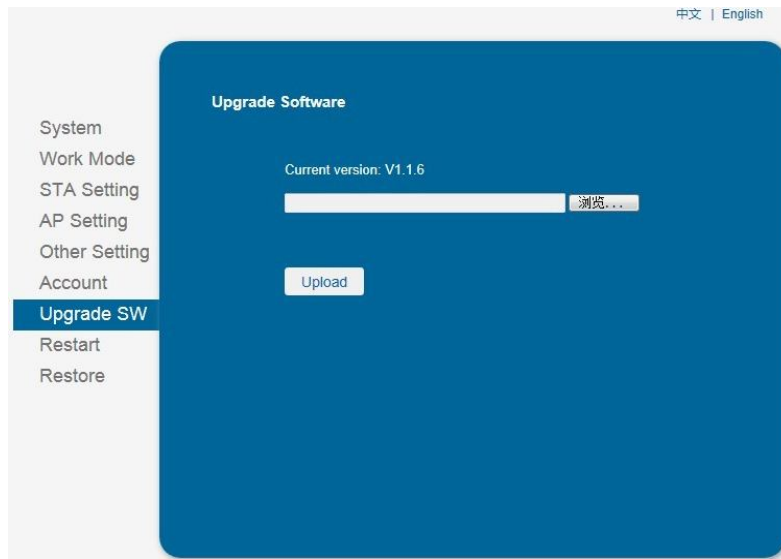 中文 | English
Upgrade Software
System
Work Mode
STA Setting
AP Setting
Other Setting
Account
Upgrade SW
Restart
Restore
Current version: V1.1.6
浏览...
Upload